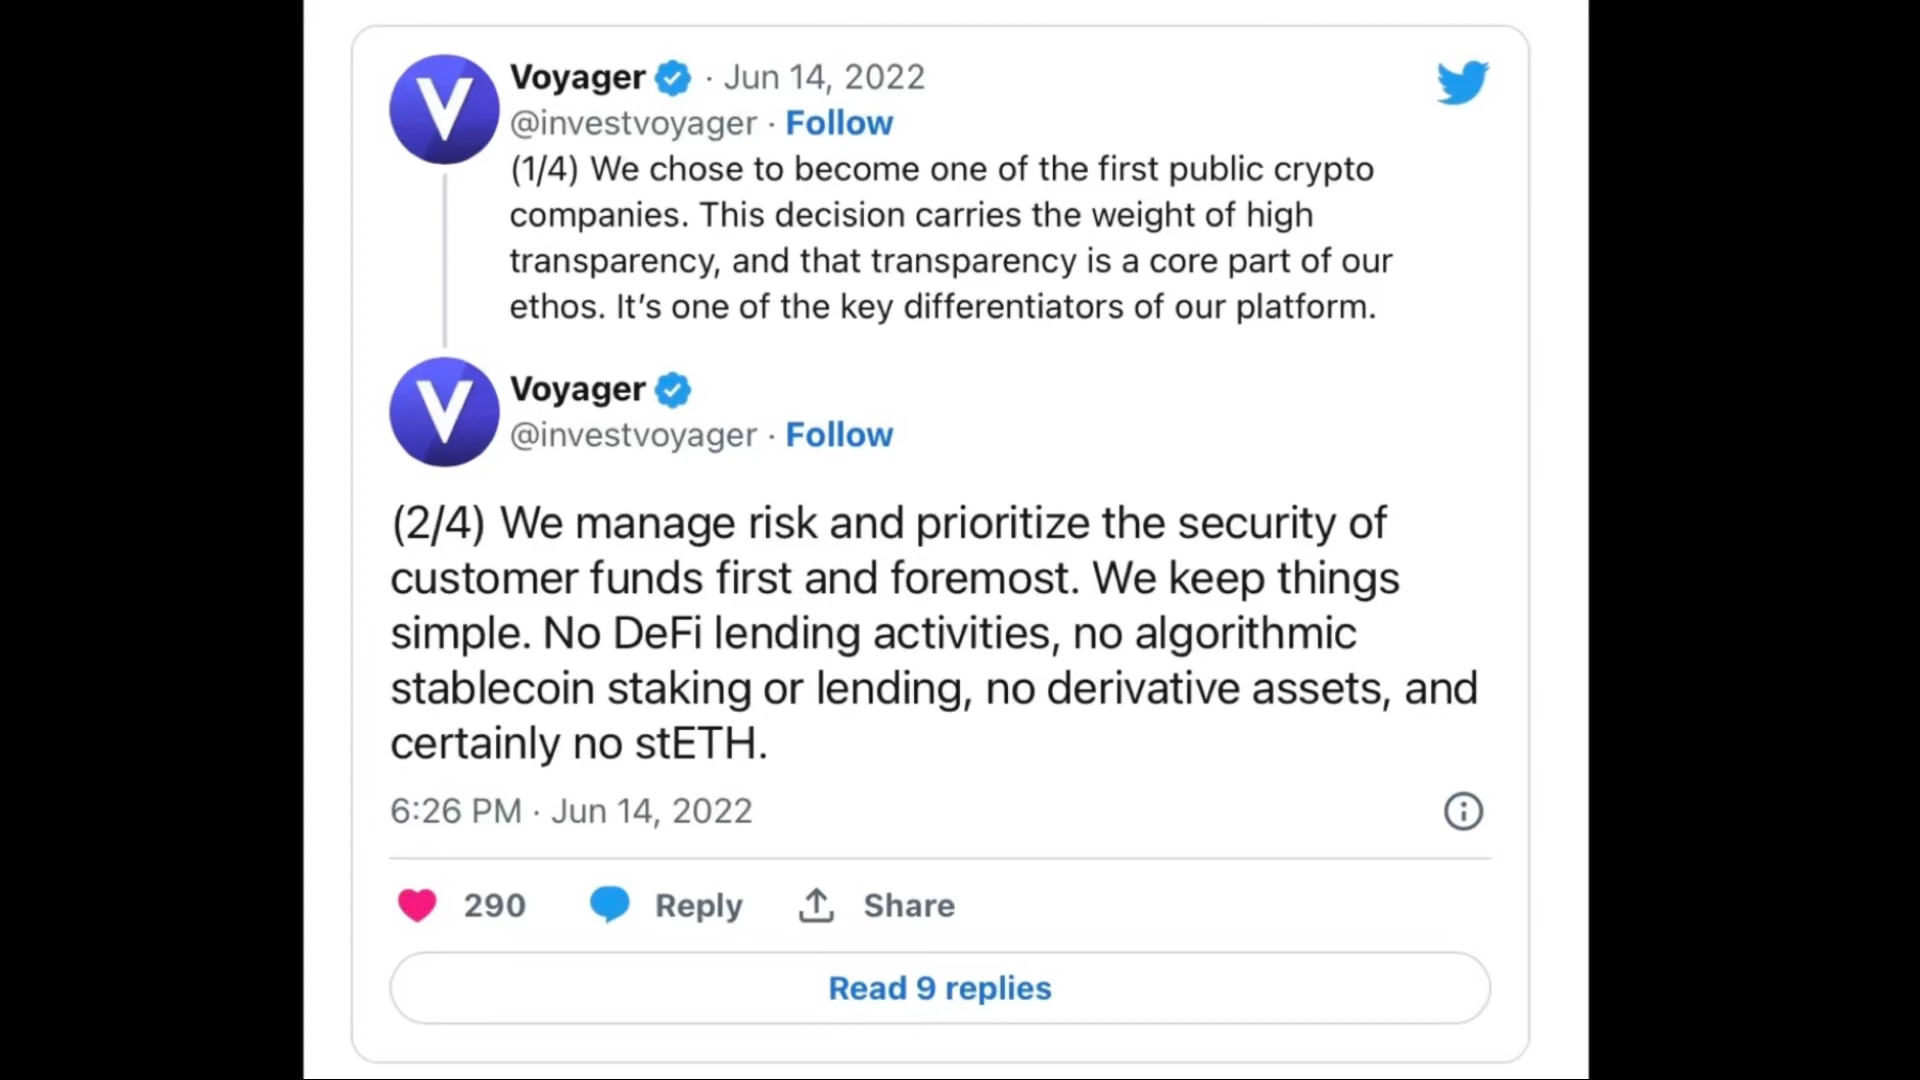 Voyager · Jun 14, 2022
@investvoyager · Follow
(1/4) We chose to become one of the first public crypto
companies. This decision carries the weight of high
transparency, and that transparency is a core part of our
ethos. It’s one of the key differentiators of our platform.
Voyager
@investvoyager · Follow
(2/4) We manage risk and prioritize the security of
customer funds first and foremost. We keep things
simple. No DeFi lending activities, no algorithmic
stablecoin staking or lending, no derivative assets, and
certainly no stETH.
6:26 PM · Jun 14, 2022
290 Reply Share
Read 9 replies